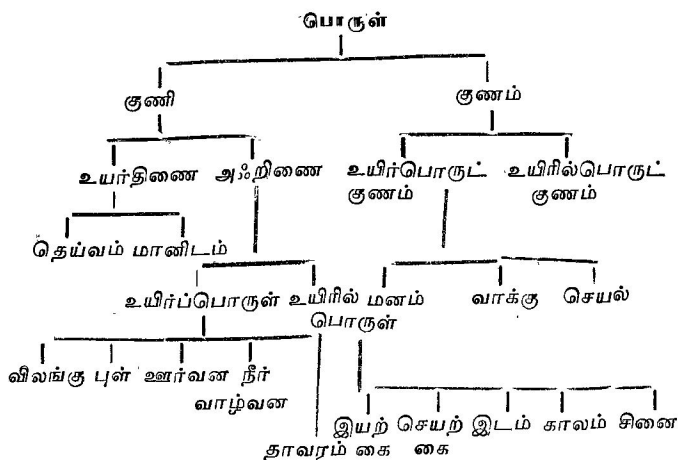 பொருள்
குணி குணம்
உயர்திணை அஃறிணை உயிர்பொருட் உயிரில்பொருட்
குணம் குணம்
தெய்வம் மானிடம்
உயிர்ப்பொருள் உயிரில் மனம் வாக்கு செயல்
பொருள்
விலங்கு புள் ஊர்வன நீர்
வாழ்வன
இயற் செயற் இடம் காலம் சினை
தாவரம் கை கை